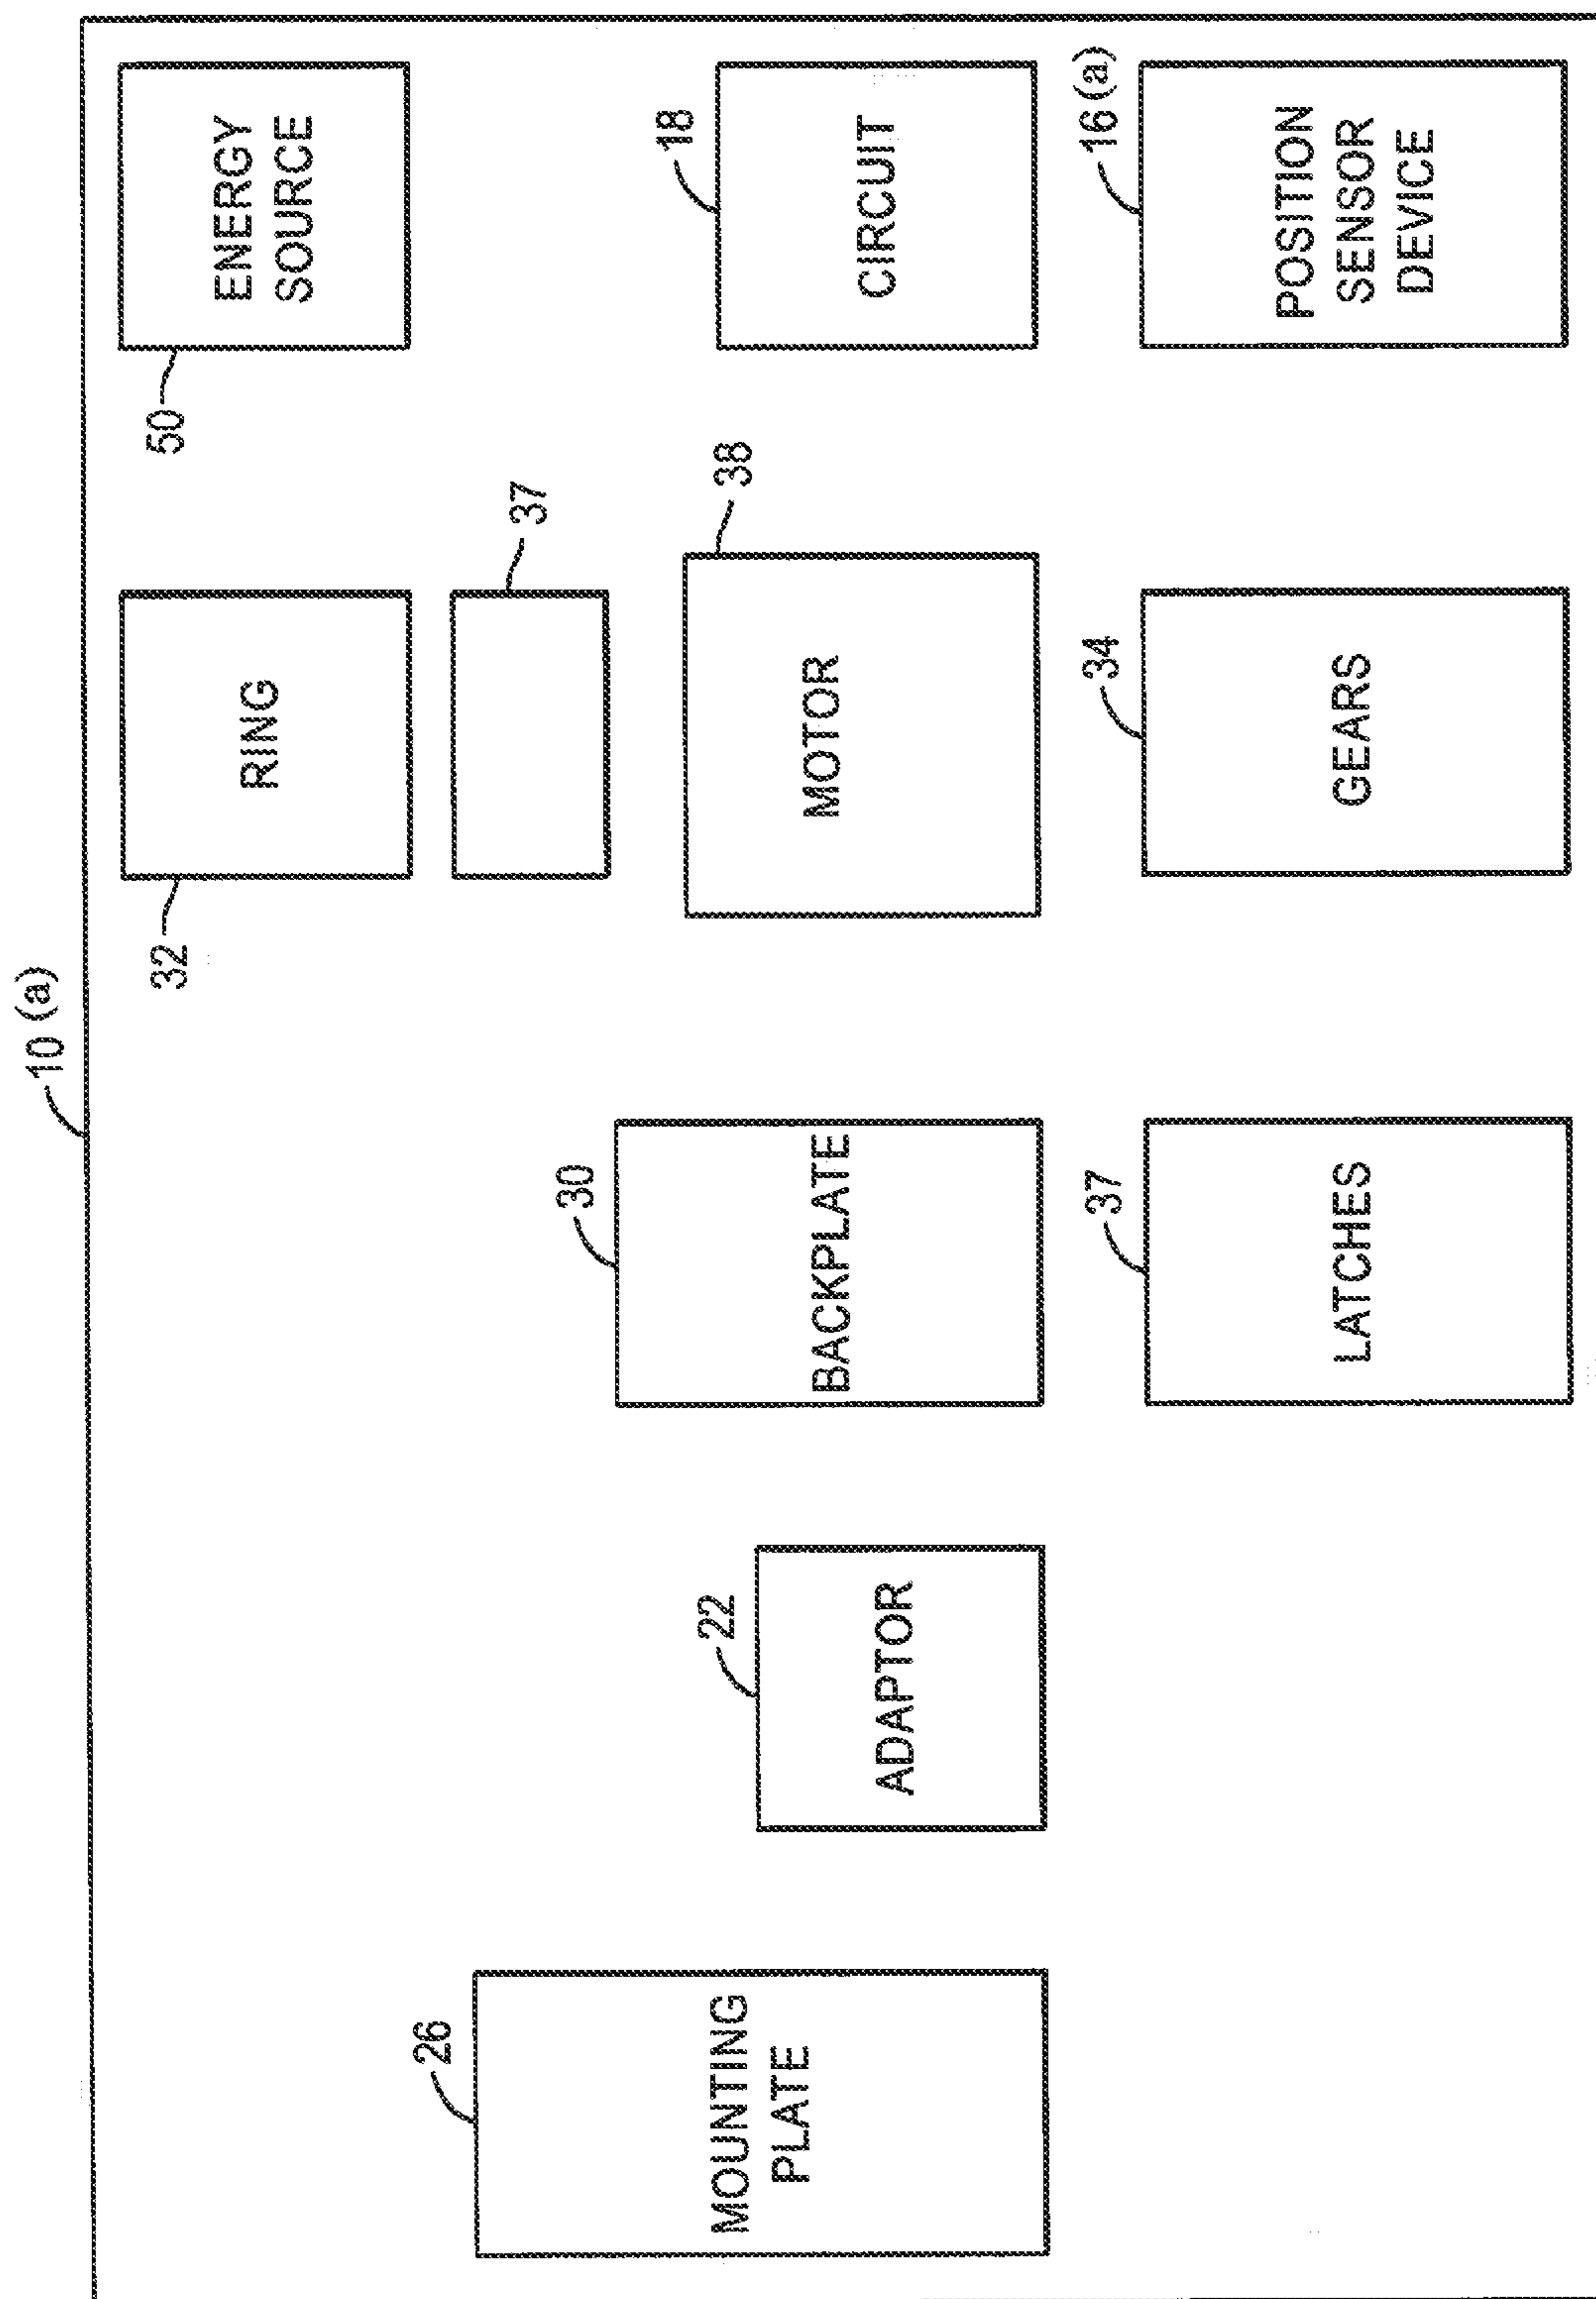 10 (a)
26
MOUNTING
PLATE
22
ADAPTOR
30
BACKPLATE
37
LATCHES
32
RING
37
38
MOTOR
34
GEARS
50
ENERGY
SOURCE
18
CIRCUIT
16 (a)
POSITION
SENSOR
DEVICE